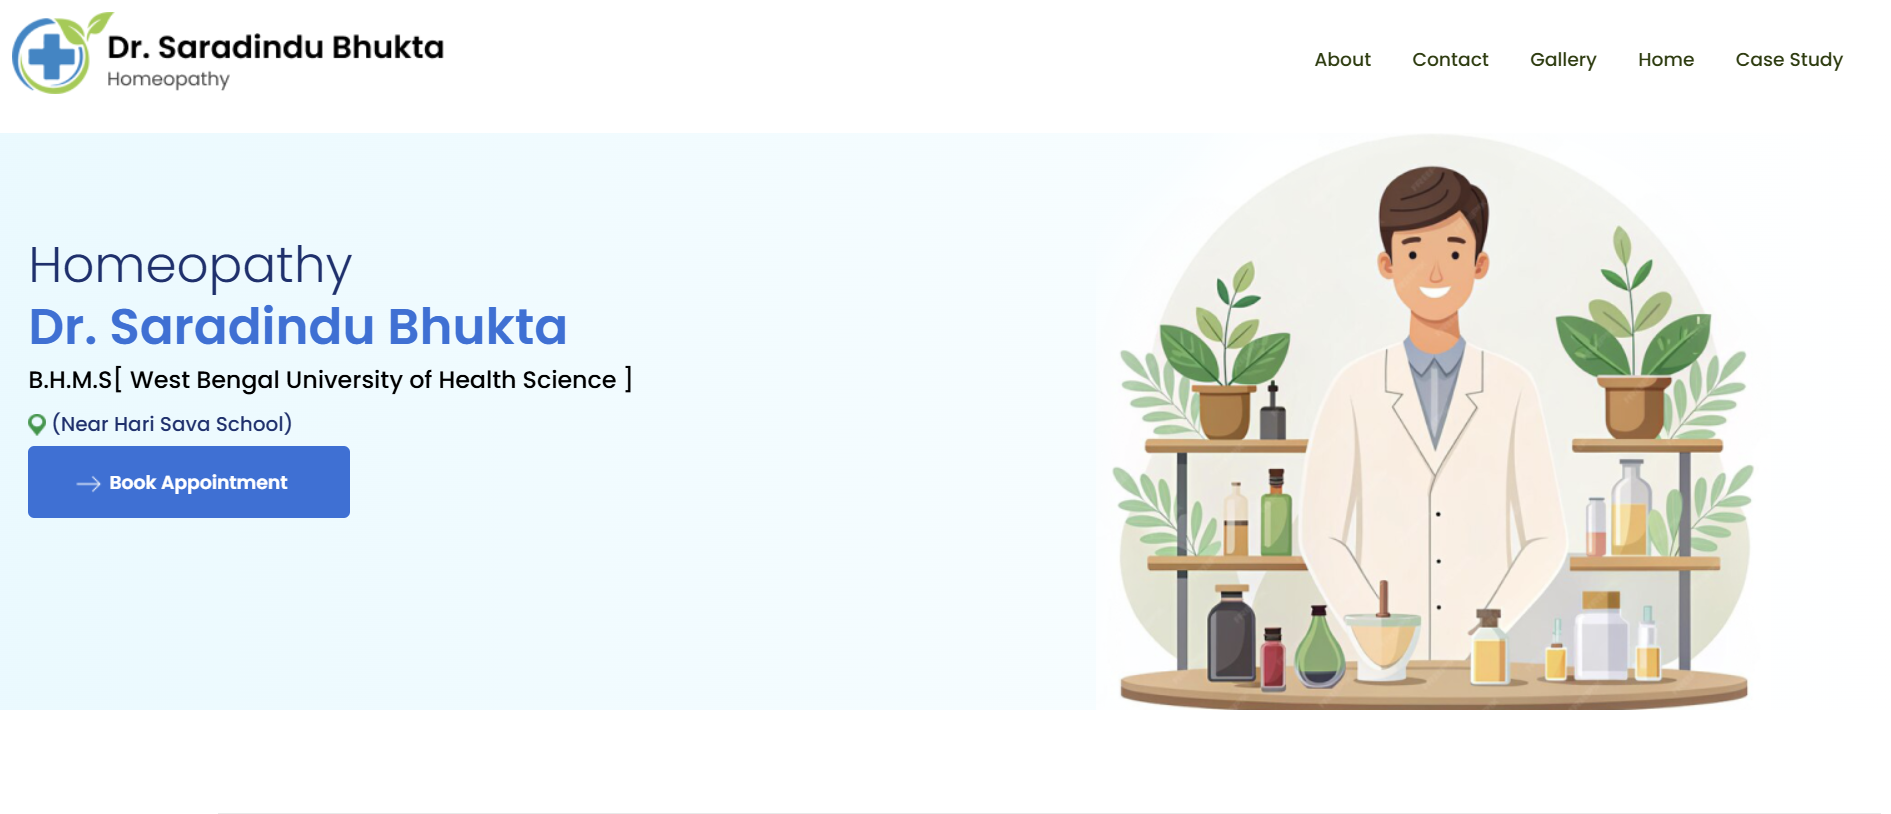 Dr. Saradindu Bhukta
Homeopathy
About Contact Gallery Home Case Study
Homeopathy
Dr. Saradindu Bhukta
B.H.M.S[ West Bengal University of Health Science ]
(Near Hari Sava School)
Book Appointment